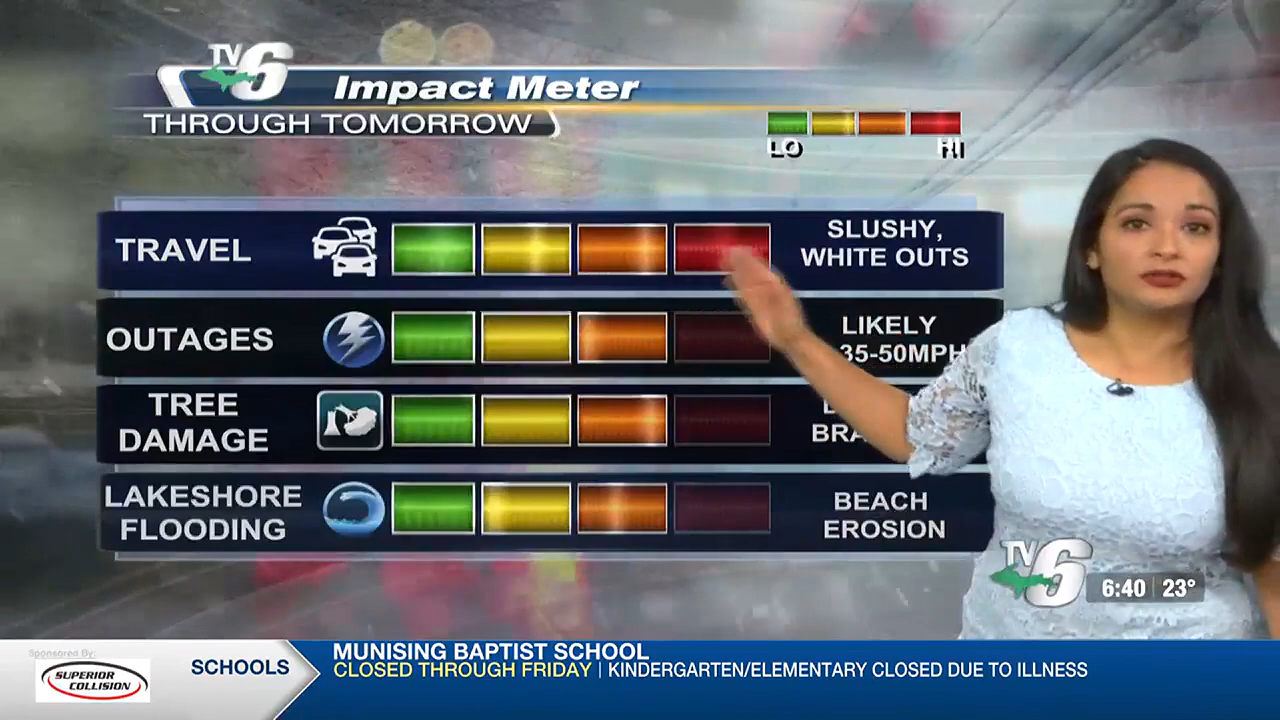 TV6
Impact Meter
THROUGH TOMORROW
LO
HI
TRAVEL
SLUSHY,
WHITE OUTS
OUTAGES
LIKELY
35-50MPH
TREE
DAMAGE
LAKESHORE
FLOODING
BEACH
EROSION
TV6
6:40 23°
Sponsored By:
SUPERIOR
COLLISION
SCHOOLS
MUNISING BAPTIST SCHOOL
CLOSED THROUGH FRIDAY | KINDERGARTEN/ELEMENTARY CLOSED DUE TO ILLNESS